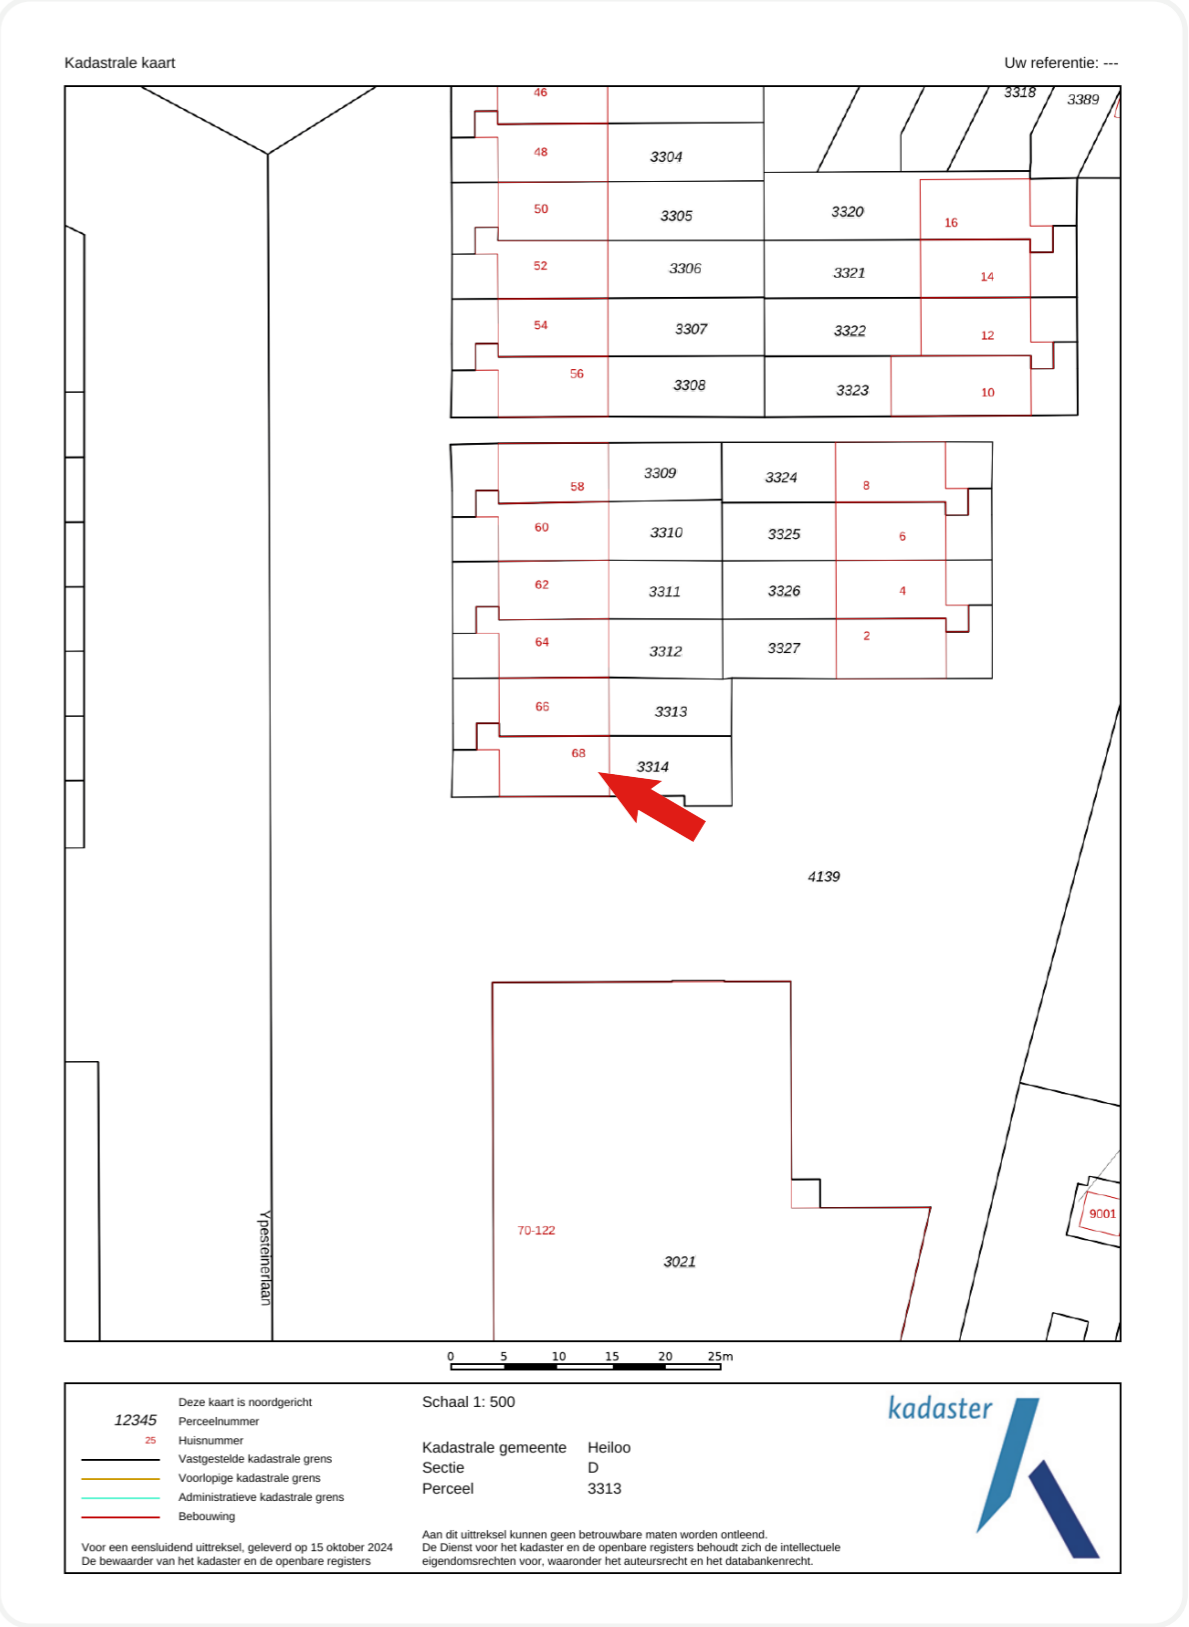 Kadastrale kaart
Uw referentie: ---
46
3318
3389
48
3304
50
3305
3320
16
52
3306
3321
14
54
3307
3322
12
56
3308
3323
10
58
3309
3324
8
60
3310
3325
6
62
3311
3326
4
64
3312
3327
2
66
3313
68
3314
4139
Ypesteinerlaan
9001
70-122
3021
0 5 10 15 20 25m
Deze kaart is noordgericht
12345 Perceelnummer
25 Huisnummer
Vastgestelde kadastrale grens
Voorlopige kadastrale grens
Administratieve kadastrale grens
Bebouwing
Voor een eensluidend uittreksel, geleverd op 15 oktober 2024
De bewaarder van het kadaster en de openbare registers
Schaal 1: 500
Kadastrale gemeente Heiloo
Sectie D
Perceel 3313
Aan dit uittreksel kunnen geen betrouwbare maten worden ontleend.
De Dienst voor het kadaster en de openbare registers behoudt zich de intellectuele
eigendomsrechten voor, waaronder het auteursrecht en het databankenrecht.
kadaster